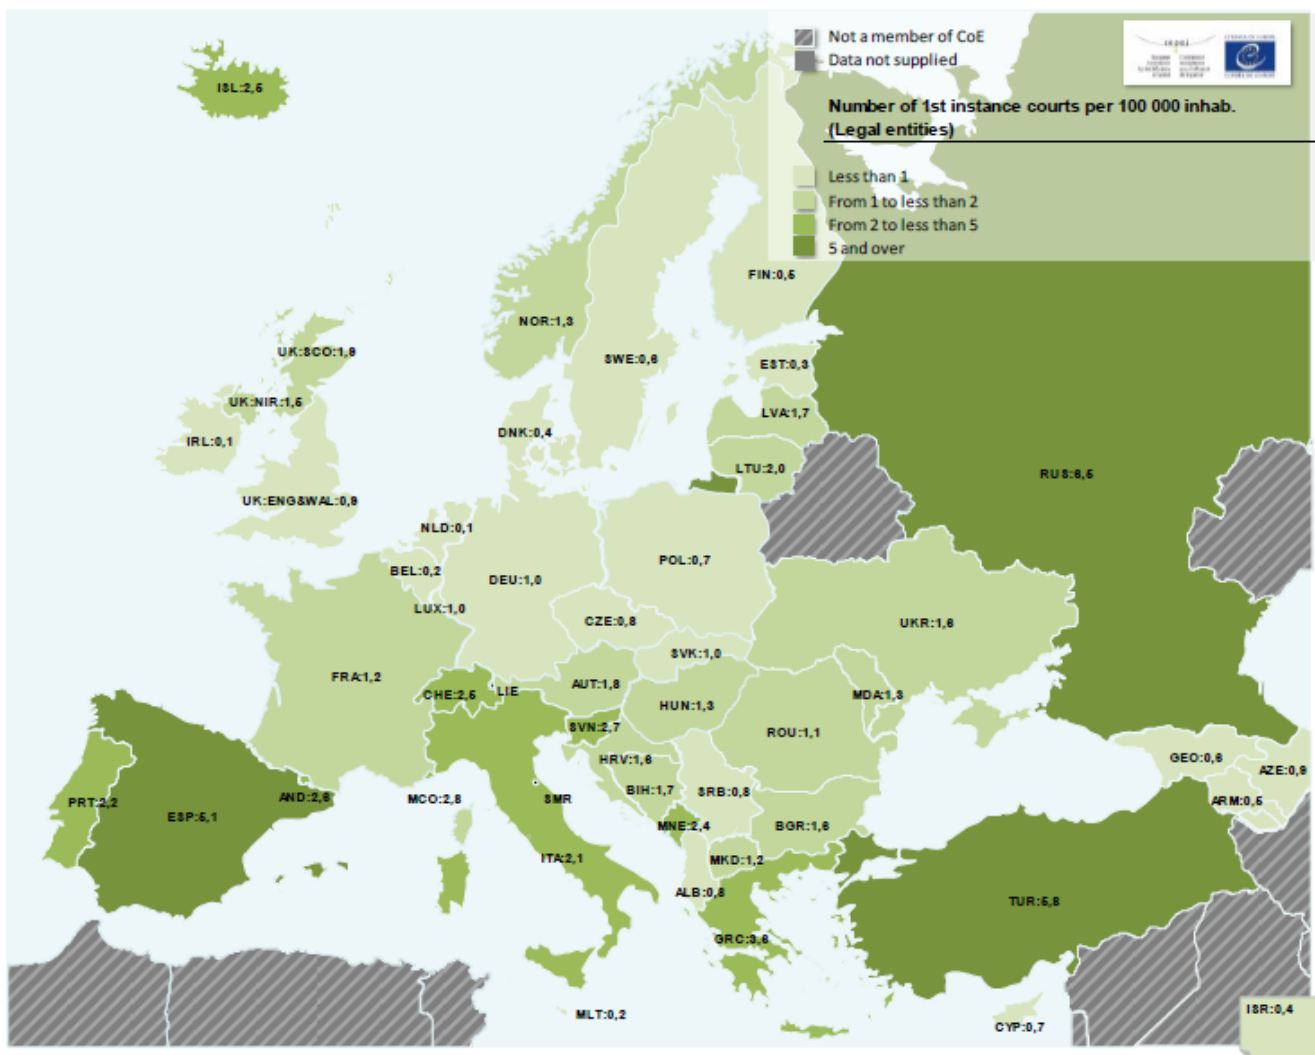 Not a member of CoE
Data not supplied
Number of 1st instance courts per 100 000 inhab.
(Legal entities)
Less than 1
From 1 to less than 2
From 2 to less than 5
5 and over
ISL:2,5
FIN:0,5
NOR:1,3
UK:SCO:1,9
SWE:0,6
EST:0,3
UK:NIR:1,5
LVA:1,7
DNK:0,4
IRL:0,1
LTU:2,0
RUS:6,5
UK:ENG&WAL:0,9
NLD:0,1
POL:0,7
BEL:0,2
DEU:1,0
LUX:1,0
CZE:0,8
UKR:1,6
SVK:1,0
FRA:1,2
AUT:1,8
CHE:2,5
LIE
MDA:1,3
HUN:1,3
SVN:2,7
ROU:1,1
HRV:1,6
GEO:0,6
AZE:0,9
BIH:1,7
SRB:0,8
AND:2,6
MCO:2,8
SMR
PRT:2,2
ARM:0,5
ESP:5,1
MNE:2,4
BGR:1,6
ITA:2,1
MKD:1,2
ALB:0,8
TUR:5,8
GRC:3,6
ISR:0,4
MLT:0,2
CYP:0,7